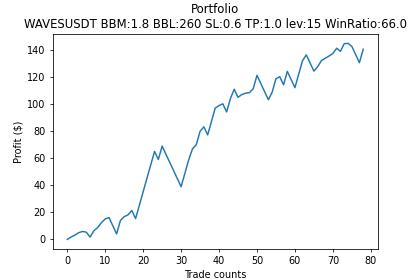 Portfolio
WAVESUSDT BBM:1.8 BBL:260 SL:0.6 TP:1.0 lev:15 WinRatio:66.0
140
120
100
80
60
40
20
0
Profit ($)
0 10 20 30 40 50 60 70 80
Trade counts